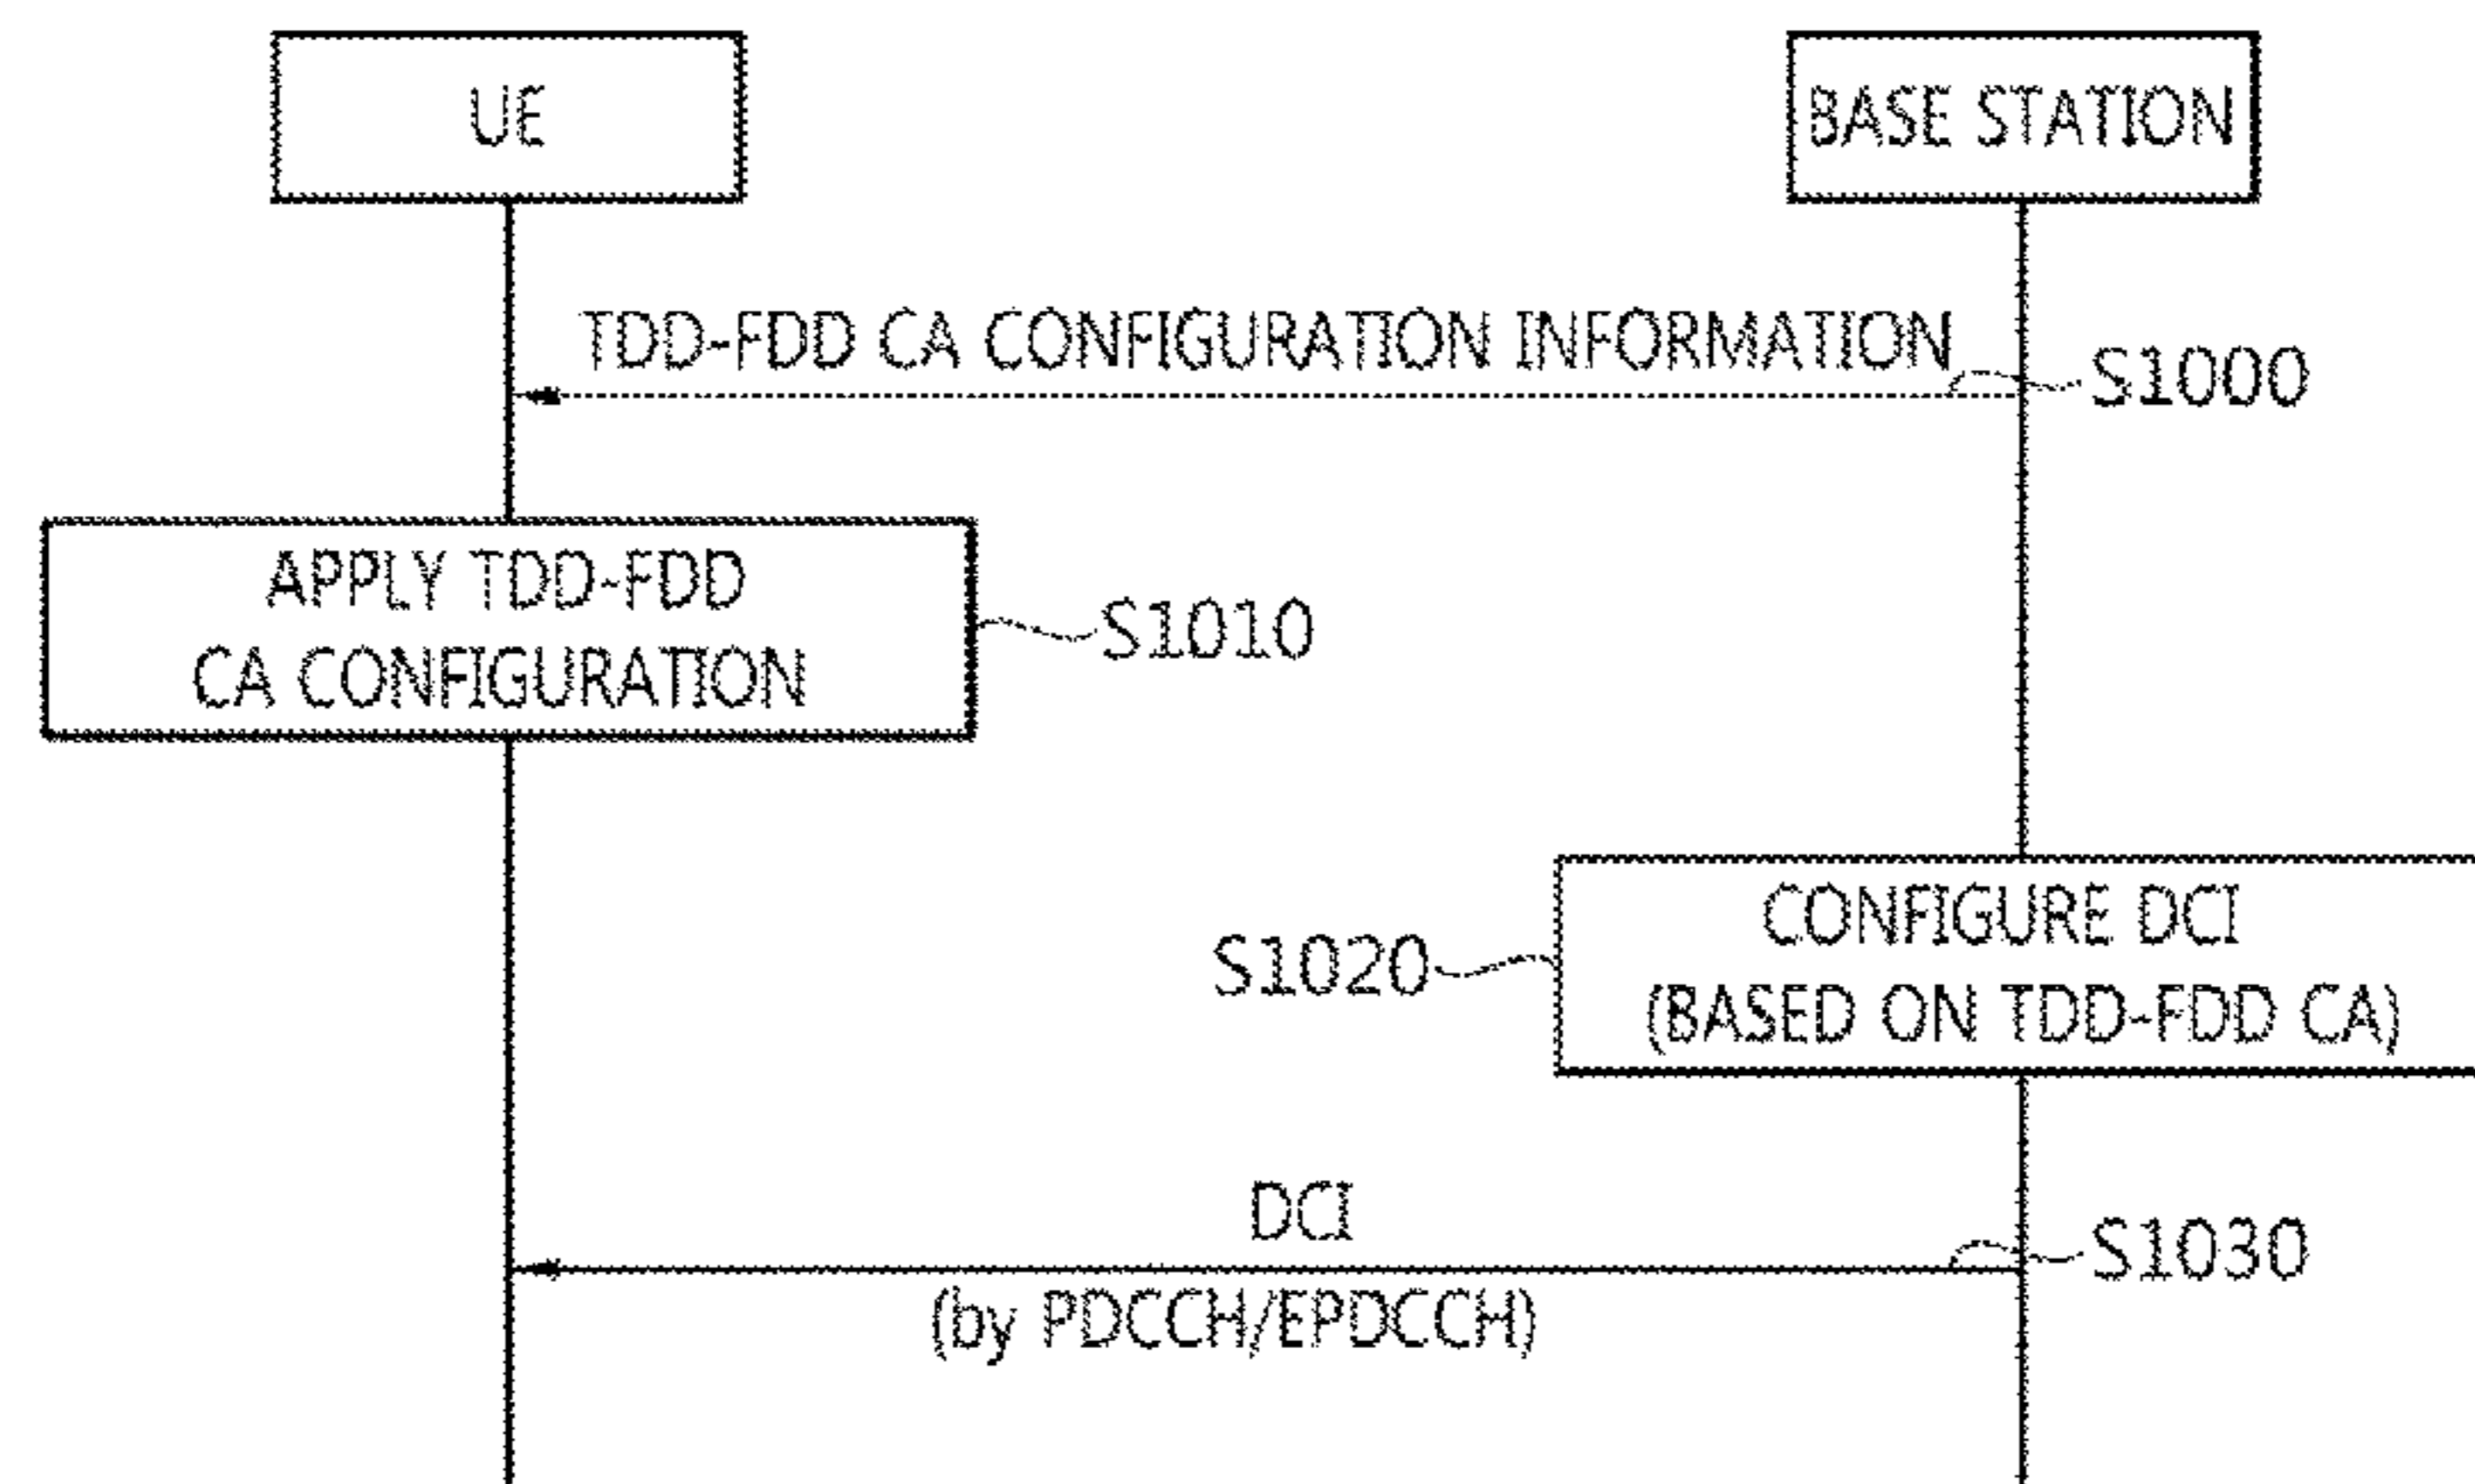 UE
BASE STATION
TDD-FDD CA CONFIGURATION INFORMATION
S1000
APPLY TDD-FDD
CA CONFIGURATION
S1010
CONFIGURE DCI
(BASED ON TDD-FDD CA)
S1020
DCI
(by PDCCH/EPDCCH)
S1030